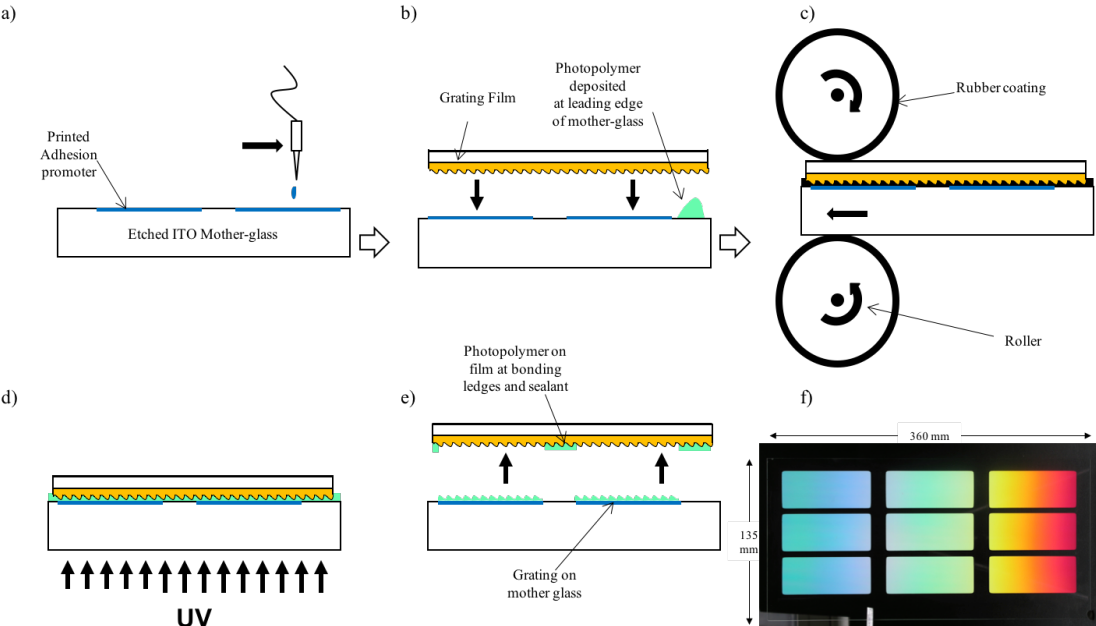 a)
Printed
Adhesion
promoter
Etched ITO Mother-glass
b)
Grating Film
Photopolymer
deposited
at leading edge
of mother-glass
c)
Rubber coating
Roller
d)
UV
e)
Photopolymer on
film at bonding
ledges and sealant
Grating on
mother glass
f)
360 mm
135
mm